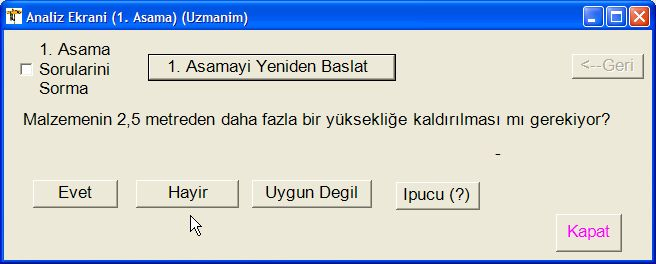 Analiz Ekrani (1. Asama) (Uzmanim)
1. Asama
Sorularini
Sorma
1. Asamayi Yeniden Baslat
<--Geri
Malzemenin 2,5 metreden daha fazla bir yüksekliğe kaldırılması mı gerekiyor?
-
Evet
Hayir
Uygun Degil
Ipucu (?)
Kapat